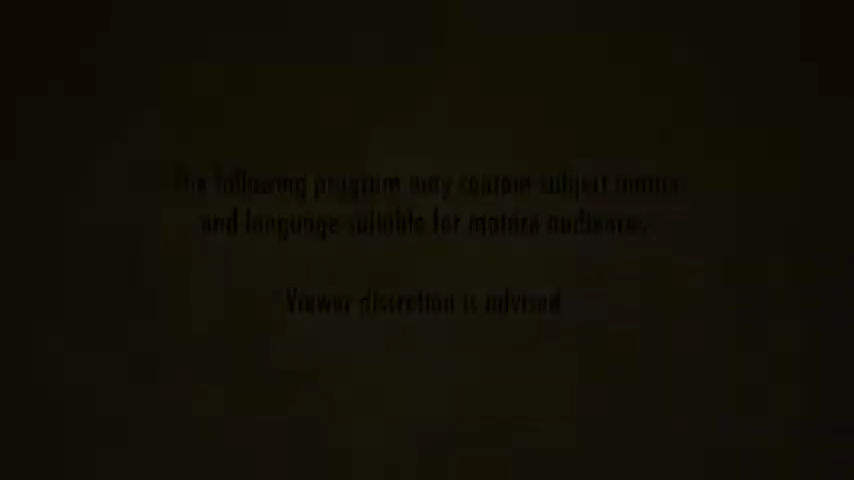 The following program may contain subject matter
and language suitable for mature audiences
Viewer discretion is advised